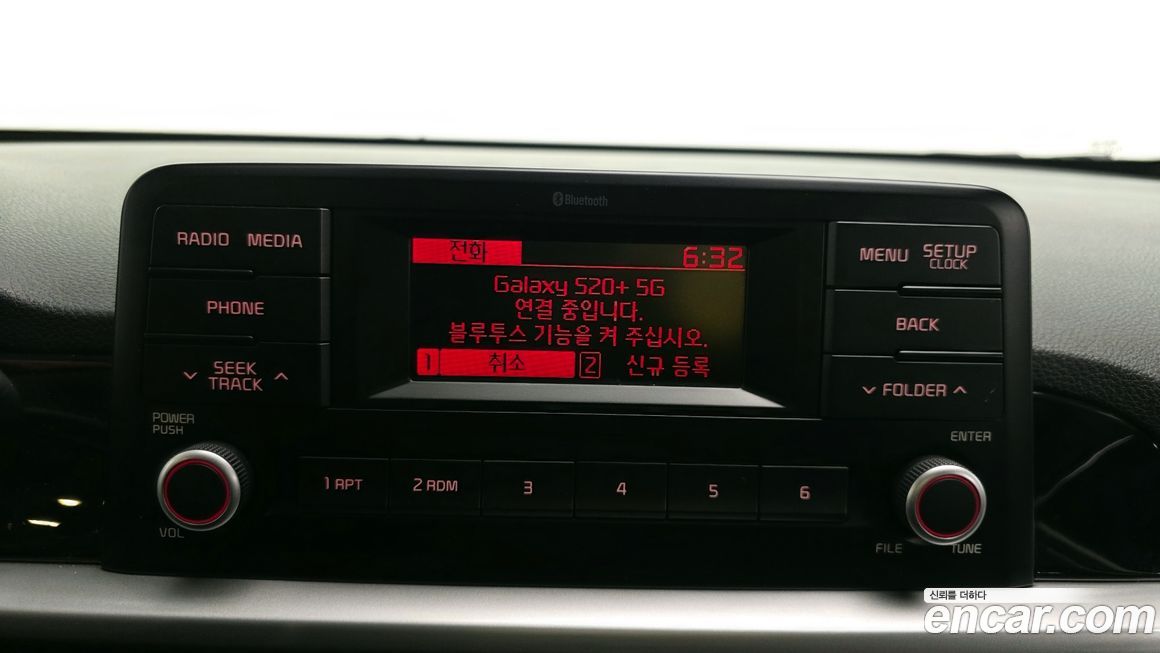 Bluetooth
RADIO MEDIA
PHONE
SEEK
TRACK
전화 6:32
Galaxy S20+ 5G
연결 중입니다.
블루투스 기능을 켜 주십시오.
1 취소 2 신규 등록
MENU SETUP
CLOCK
BACK
FOLDER
POWER
PUSH
VOL
1 RPT 2 RDM 3 4 5 6
ENTER
FILE TUNE
신뢰를 더하다
encar.com